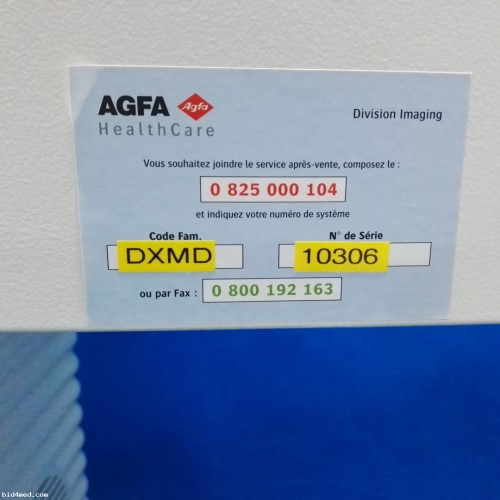 AGFA Agfa
HealthCare
Division Imaging
Vous souhaitez joindre le service après-vente, composez le :
0 825 000 104
et indiquez votre numéro de système
Code Fam. N° de Série
DXMD 10306
ou par Fax : 0 800 192 163
bid4med.com